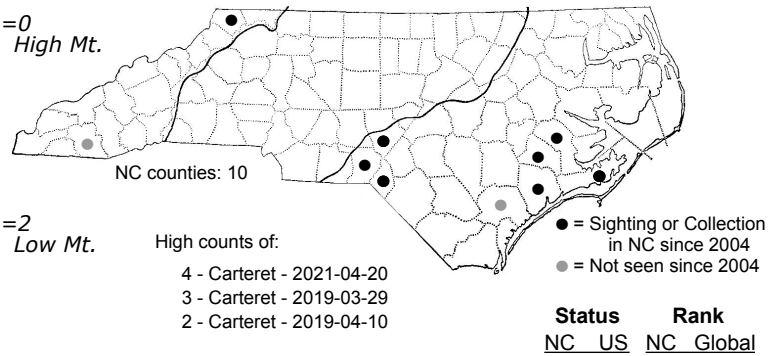 =0
High Mt.
NC counties: 10
=2
Low Mt.
High counts of:
4 - Carteret - 2021-04-20
3 - Carteret - 2019-03-29
2 - Carteret - 2019-04-10
= Sighting or Collection
in NC since 2004
= Not seen since 2004
Status Rank
NC US NC Global